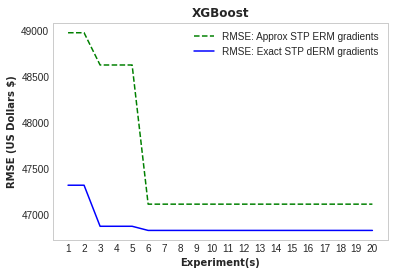 XGBoost
RMSE: Approx STP ERM gradients
RMSE: Exact STP dERM gradients
RMSE (US Dollars $)
49000
48500
48000
47500
47000
1 2 3 4 5 6 7 8 9 10 11 12 13 14 15 16 17 18 19 20
Experiment(s)